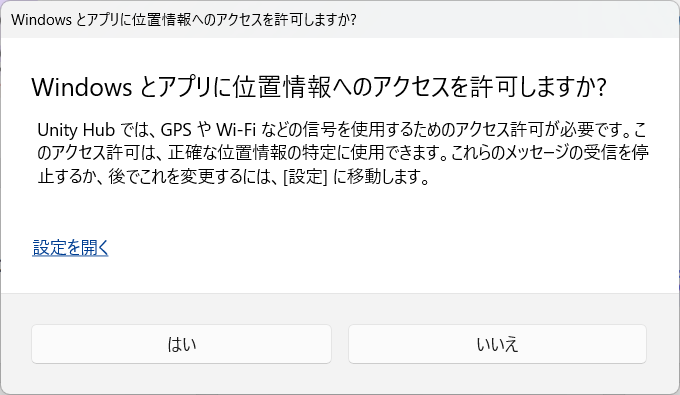 Windows とアプリに位置情報へのアクセスを許可しますか?
Windows とアプリに位置情報へのアクセスを許可しますか?
Unity Hub では、GPS や Wi-Fi などの信号を使用するためのアクセス許可が必要です。こ
のアクセス許可は、正確な位置情報の特定に使用できます。これらのメッセージの受信を停
止するか、後でこれを変更するには、[設定] に移動します。
設定を開く
はい
いいえ